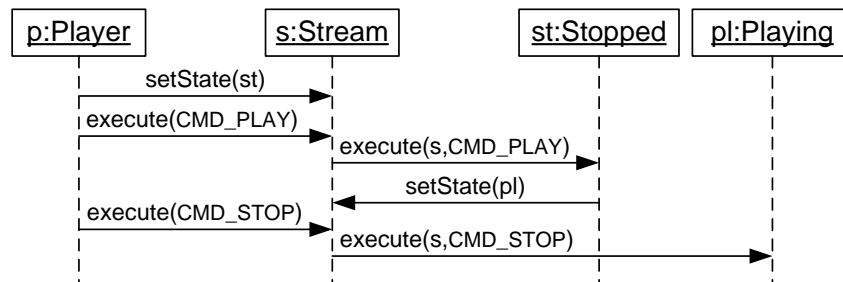 p:Player s:Stream st:Stopped pl:Playing
setState(st)
execute(CMD_PLAY)
execute(s,CMD_PLAY)
setState(pl)
execute(CMD_STOP)
execute(s,CMD_STOP)